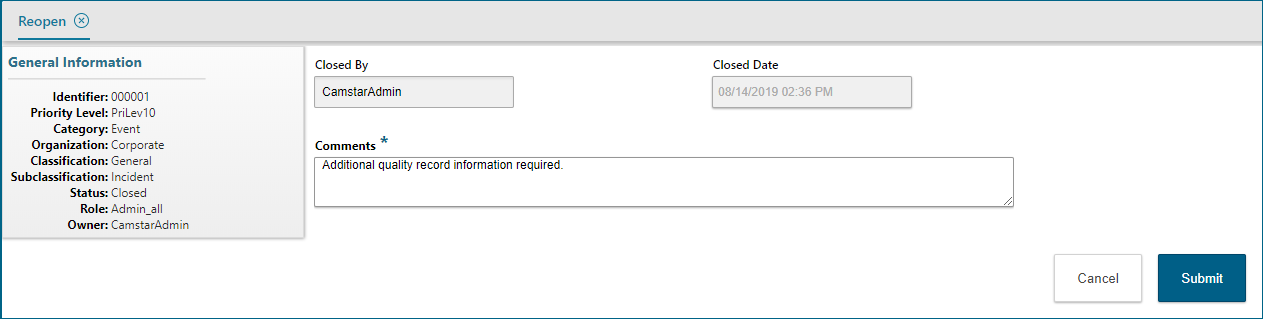 Reopen
General Information
Identifier: 000001
Priority Level: PriLev10
Category: Event
Organization: Corporate
Classification: General
Subclassification: Incident
Status: Closed
Role: Admin_all
Owner: CamstarAdmin
Closed By
CamstarAdmin
Closed Date
08/14/2019 02:36 PM
Comments *
Additional quality record information required.
Cancel
Submit